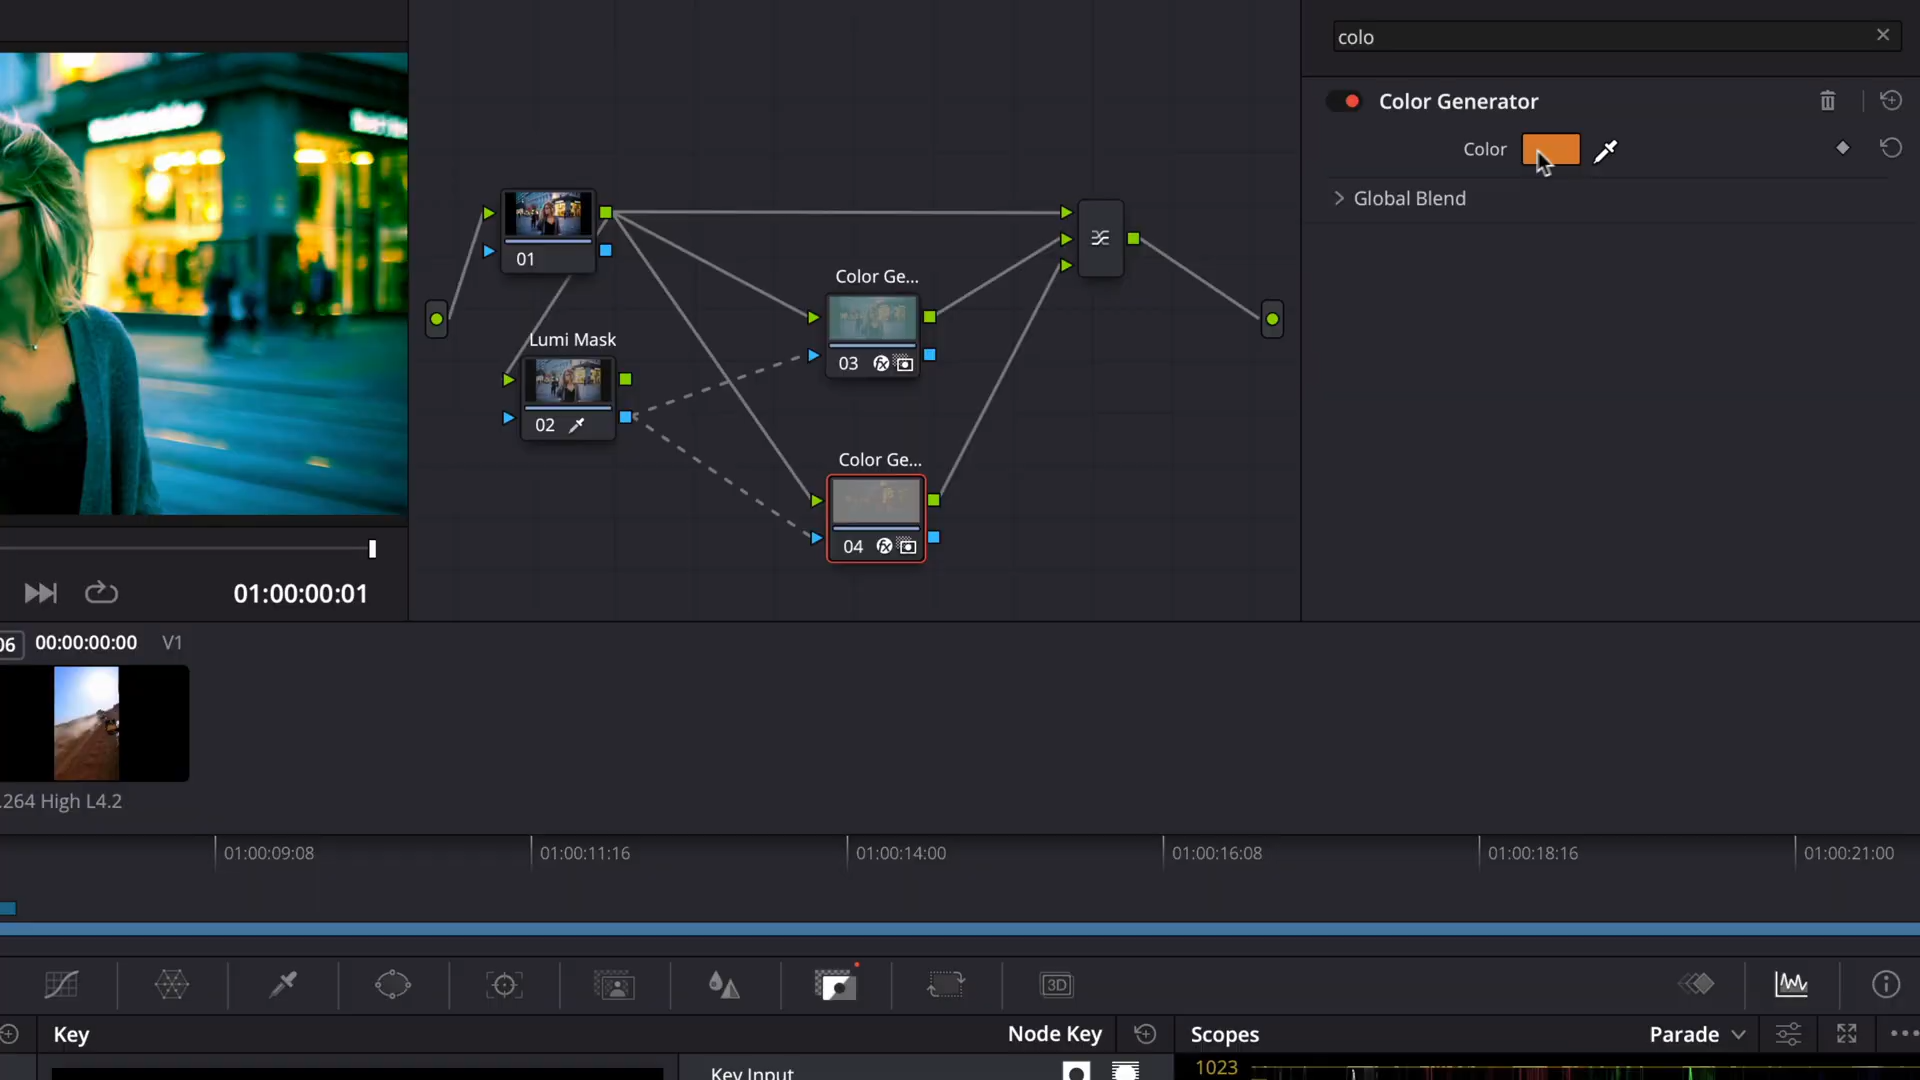 colo
Color Generator
Color
Global Blend
01
Color Ge...
03
Lumi Mask
02
Color Ge...
04
01:00:00:01
06 00:00:00:00 V1
.264 High L4.2
01:00:09:08 01:00:11:16 01:00:14:00 01:00:16:08 01:00:18:16 01:00:21:00
3D
Key Node Key Scopes Parade
Key Input
1023